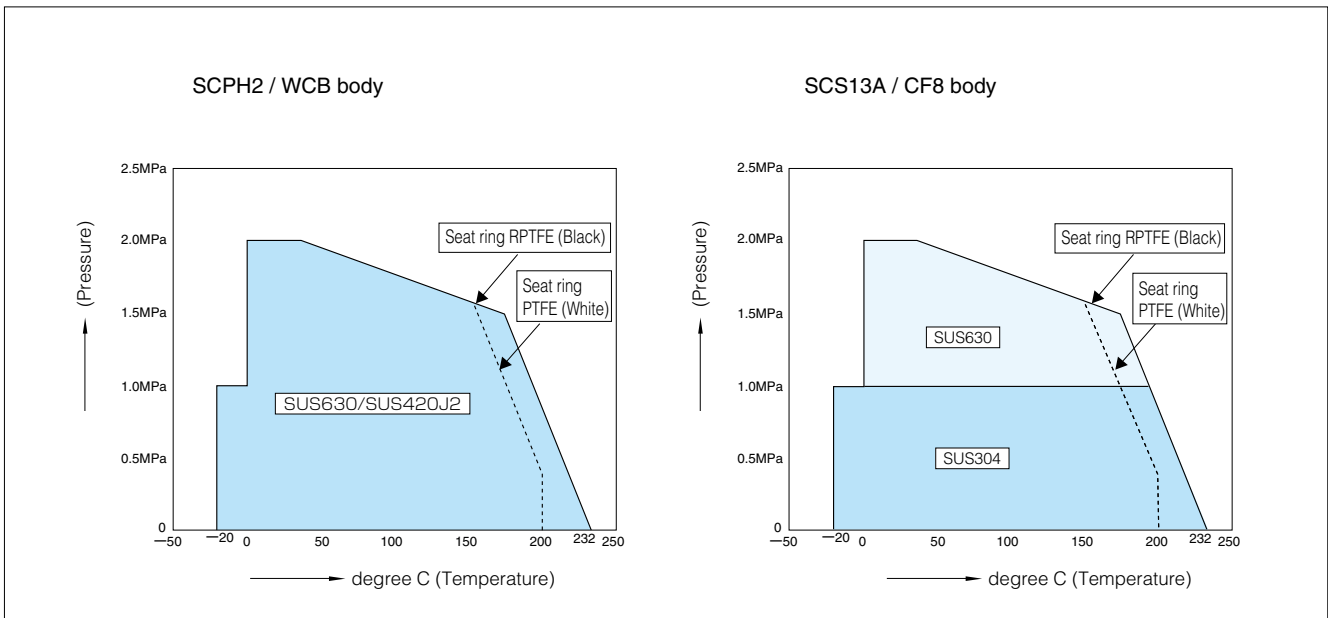 SCPH2 / WCB body
2.5MPa
2.0MPa
1.5MPa
1.0MPa
0.5MPa
0
(Pressure)
Seat ring RPTFE (Black)
Seat ring
PTFE (White)
SUS630/SUS420J2
—50
—20
0
50
100
150
200
232
250
degree C (Temperature)
SCS13A / CF8 body
2.5MPa
2.0MPa
1.5MPa
1.0MPa
0.5MPa
0
(Pressure)
Seat ring RPTFE (Black)
Seat ring
PTFE (White)
SUS630
SUS304
—50
—20
0
50
100
150
200
232
250
degree C (Temperature)